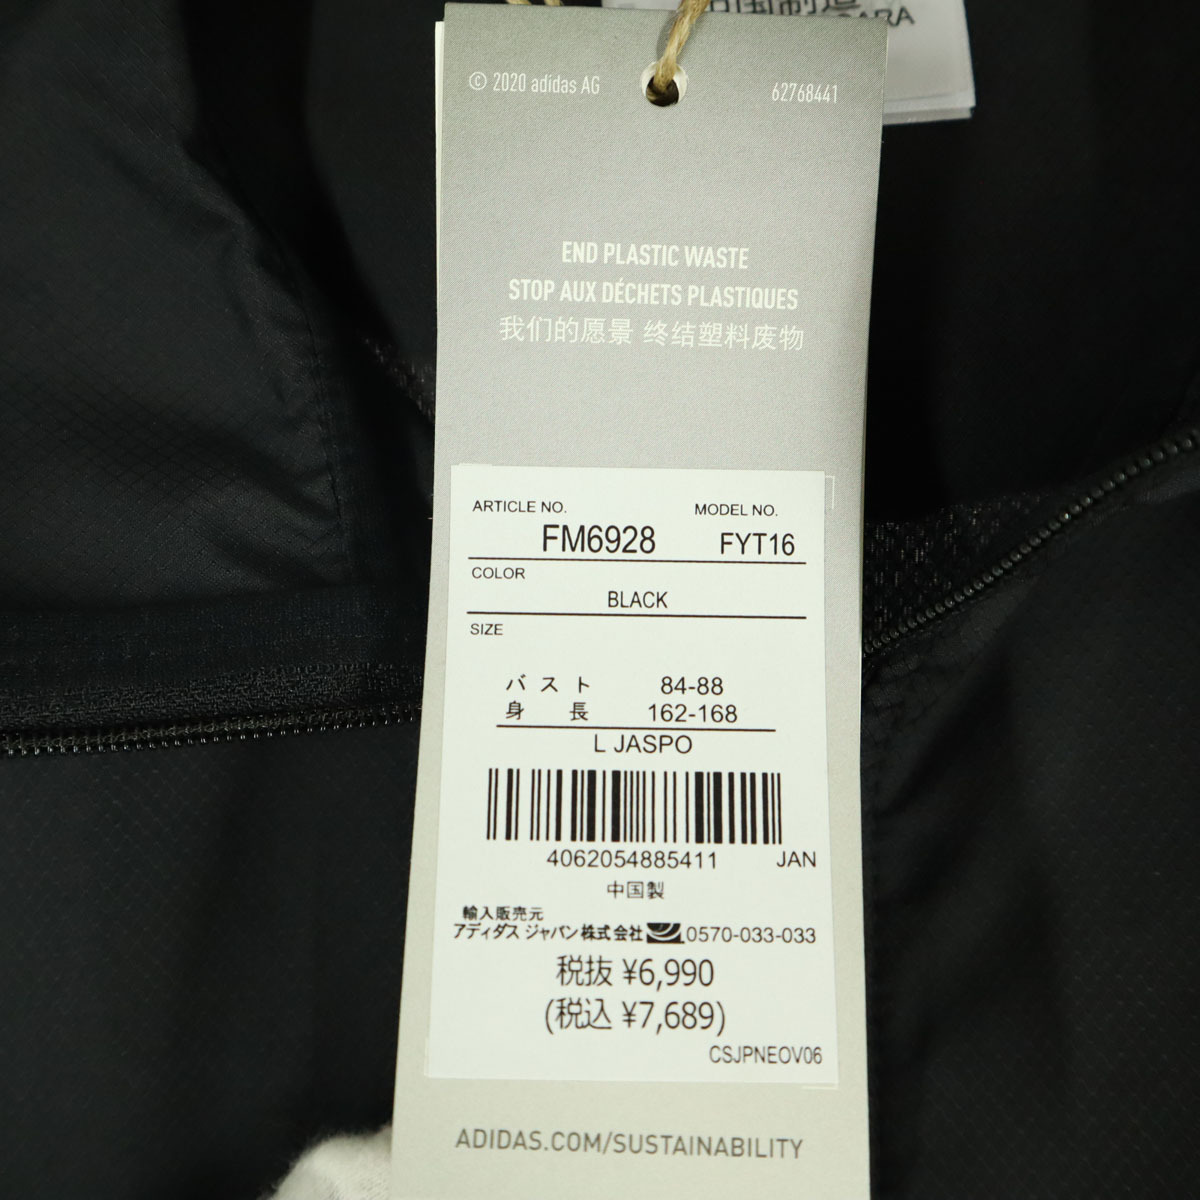 中国制造
© 2020 adidas AG 62768441
END PLASTIC WASTE
STOP AUX DÉCHETS PLASTIQUES
我们的愿景 终结塑料废物
ARTICLE NO. MODEL NO.
FM6928 FYT16
COLOR
BLACK
SIZE
バスト 84-88
身長 162-168
L JASPO
4062054885411 JAN
中国製
輸入販売元
アディダス ジャパン株式会社 0570-033-033
税抜 ¥6,990
(税込 ¥7,689)
CSJPNEOV06
ADIDAS.COM/SUSTAINABILITY